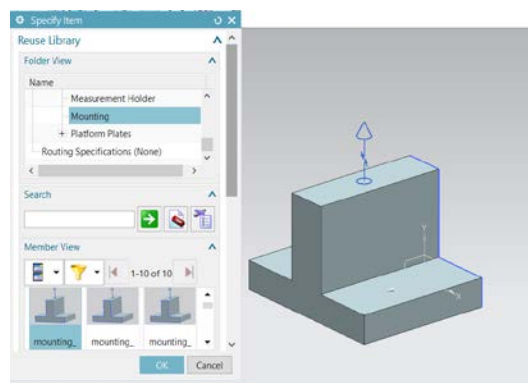 Specify Item
Reuse Library
Folder View
Name
Measurement Holder
Mounting
+ Platform Plates
Routing Specifications (None)
Search
Member View
1-10 of 10
mounting_ mounting_ mounting_
OK Cancel